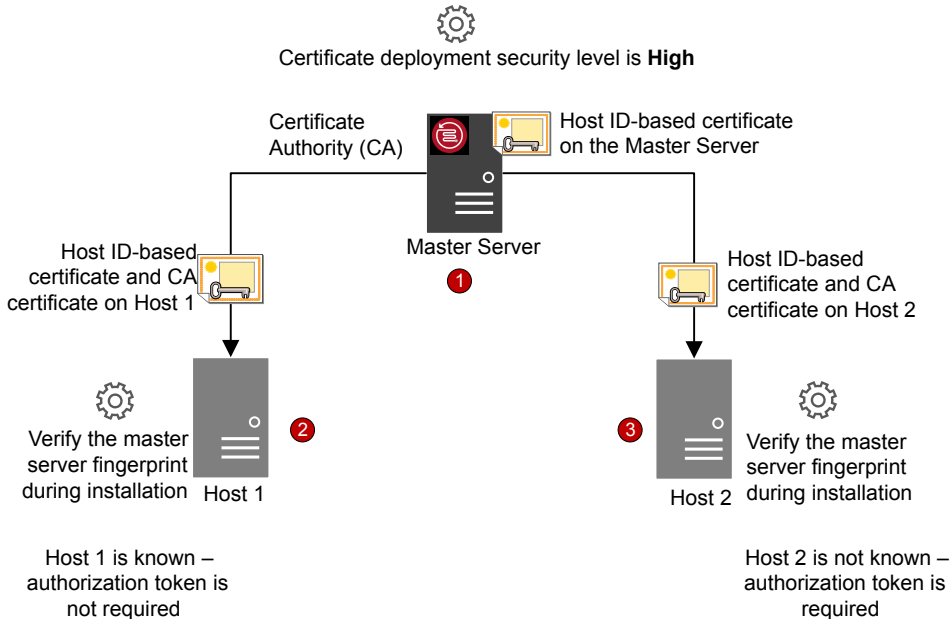 Certificate deployment security level is High
Certificate
Authority (CA)
Host ID-based certificate
on the Master Server
Master Server
1
Host ID-based
certificate and CA
certificate on Host 1
Host ID-based
certificate and CA
certificate on Host 2
2
3
Verify the master
server fingerprint
during installation
Host 1
Host 2
Verify the master
server fingerprint
during installation
Host 1 is known –
authorization token is
not required
Host 2 is not known –
authorization token is
required